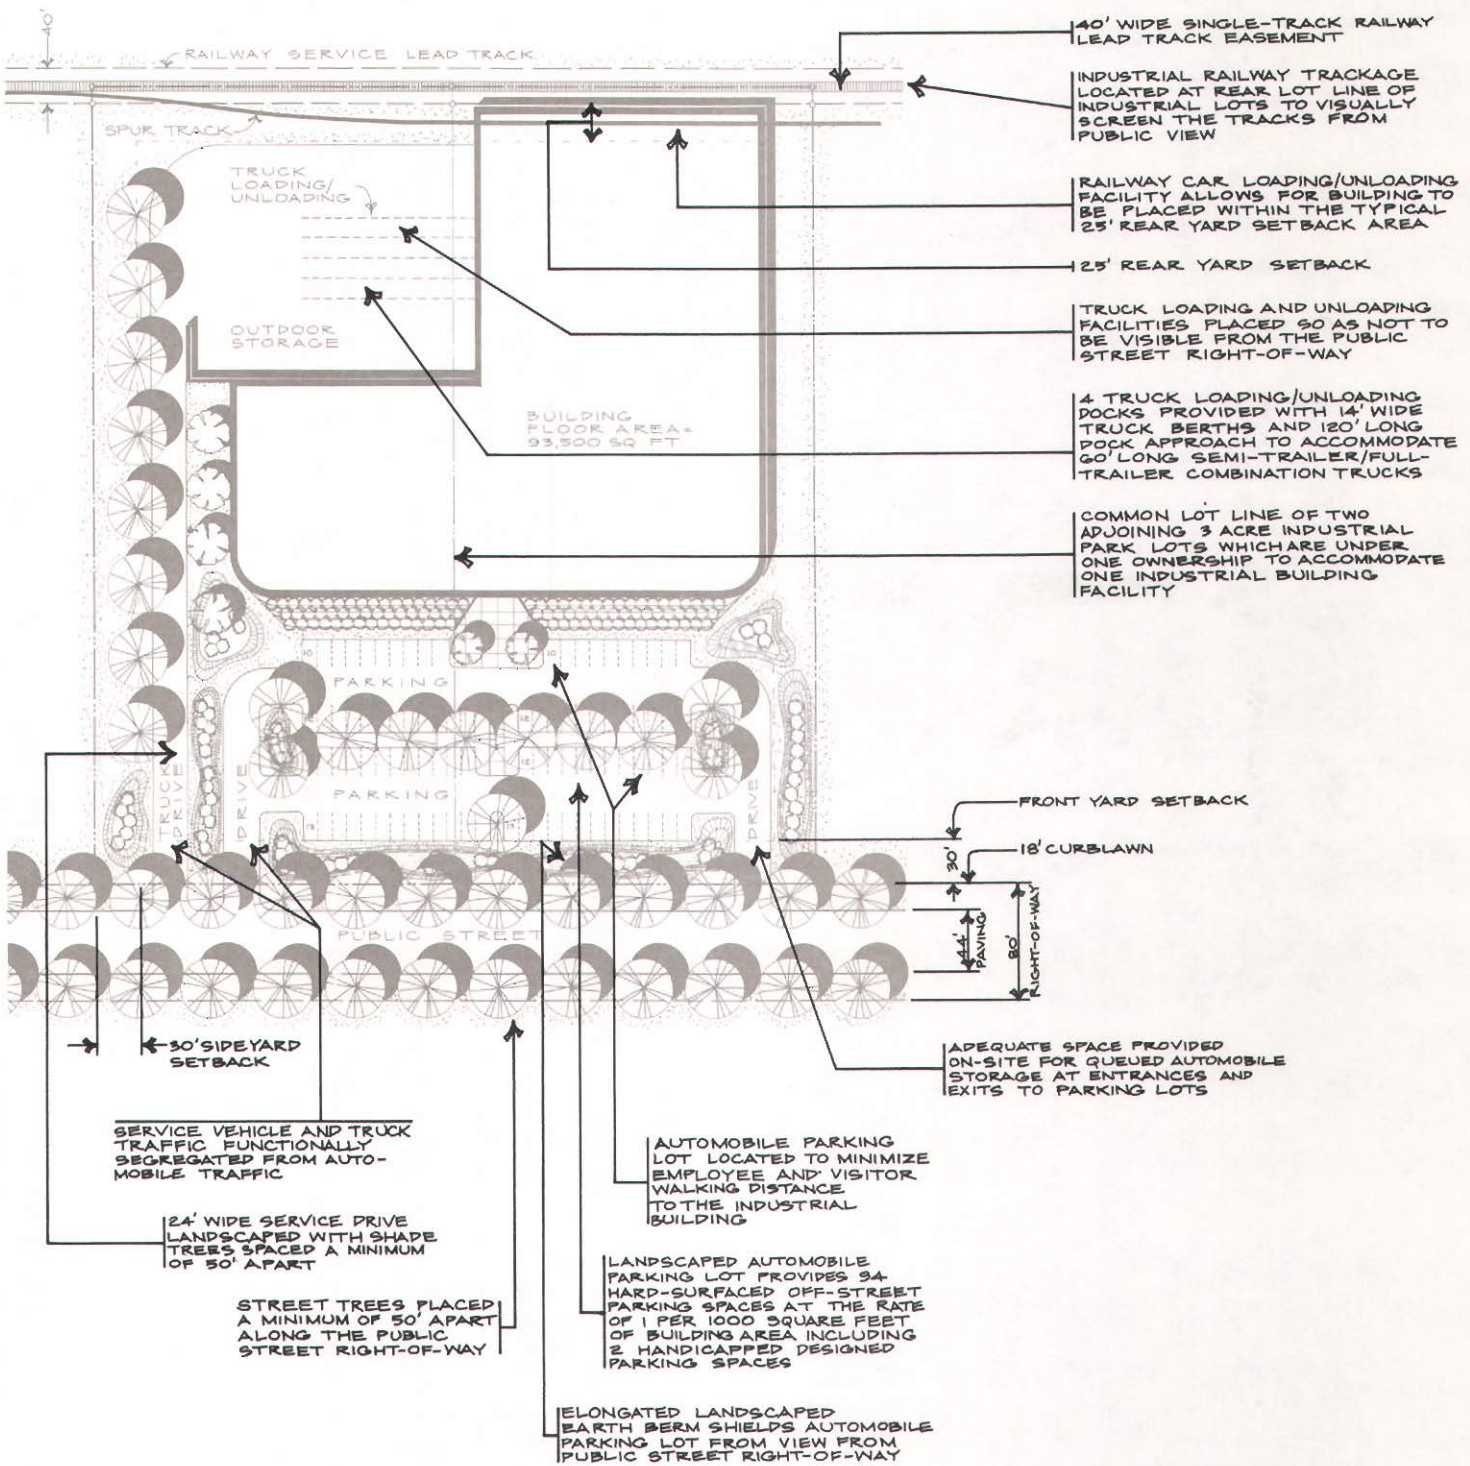 40'
RAILWAY SERVICE LEAD TRACK
SPUR TRACK
TRUCK
LOADING/
UNLOADING
OUTDOOR
STORAGE
BUILDING
FLOOR AREA=
93,500 SQ FT
10
10
PARKING
12
12
PARKING
TRUCK
DRIVE
DRIVE
DRIVE
PUBLIC STREET
40' WIDE SINGLE-TRACK RAILWAY
LEAD TRACK EASEMENT
INDUSTRIAL RAILWAY TRACKAGE
LOCATED AT REAR LOT LINE OF
INDUSTRIAL LOTS TO VISUALLY
SCREEN THE TRACKS FROM
PUBLIC VIEW
RAILWAY CAR LOADING/UNLOADING
FACILITY ALLOWS FOR BUILDING TO
BE PLACED WITHIN THE TYPICAL
25' REAR YARD SETBACK AREA
25' REAR YARD SETBACK
TRUCK LOADING AND UNLOADING
FACILITIES PLACED SO AS NOT TO
BE VISIBLE FROM THE PUBLIC
STREET RIGHT-OF-WAY
4 TRUCK LOADING/UNLOADING
DOCKS PROVIDED WITH 14' WIDE
TRUCK BERTHS AND 120' LONG
DOCK APPROACH TO ACCOMMODATE
60' LONG SEMI-TRAILER/FULL-
TRAILER COMBINATION TRUCKS
COMMON LOT LINE OF TWO
ADJOINING 3 ACRE INDUSTRIAL
PARK LOTS WHICH ARE UNDER
ONE OWNERSHIP TO ACCOMMODATE
ONE INDUSTRIAL BUILDING
FACILITY
FRONT YARD SETBACK
30'
18' CURBLAWN
44'
PAVING
80'
RIGHT-OF-WAY
30' SIDEYARD
SETBACK
ADEQUATE SPACE PROVIDED
ON-SITE FOR QUEUED AUTOMOBILE
STORAGE AT ENTRANCES AND
EXITS TO PARKING LOTS
SERVICE VEHICLE AND TRUCK
TRAFFIC FUNCTIONALLY
SEGREGATED FROM AUTO-
MOBILE TRAFFIC
AUTOMOBILE PARKING
LOT LOCATED TO MINIMIZE
EMPLOYEE AND VISITOR
WALKING DISTANCE
TO THE INDUSTRIAL
BUILDING
24' WIDE SERVICE DRIVE
LANDSCAPED WITH SHADE
TREES SPACED A MINIMUM
OF 50' APART
LANDSCAPED AUTOMOBILE
PARKING LOT PROVIDES 94
HARD-SURFACED OFF-STREET
PARKING SPACES AT THE RATE
OF 1 PER 1000 SQUARE FEET
OF BUILDING AREA INCLUDING
2 HANDICAPPED DESIGNED
PARKING SPACES
STREET TREES PLACED
A MINIMUM OF 50' APART
ALONG THE PUBLIC
STREET RIGHT-OF-WAY
ELONGATED LANDSCAPED
EARTH BERM SHIELDS AUTOMOBILE
PARKING LOT FROM VIEW FROM
PUBLIC STREET RIGHT-OF-WAY